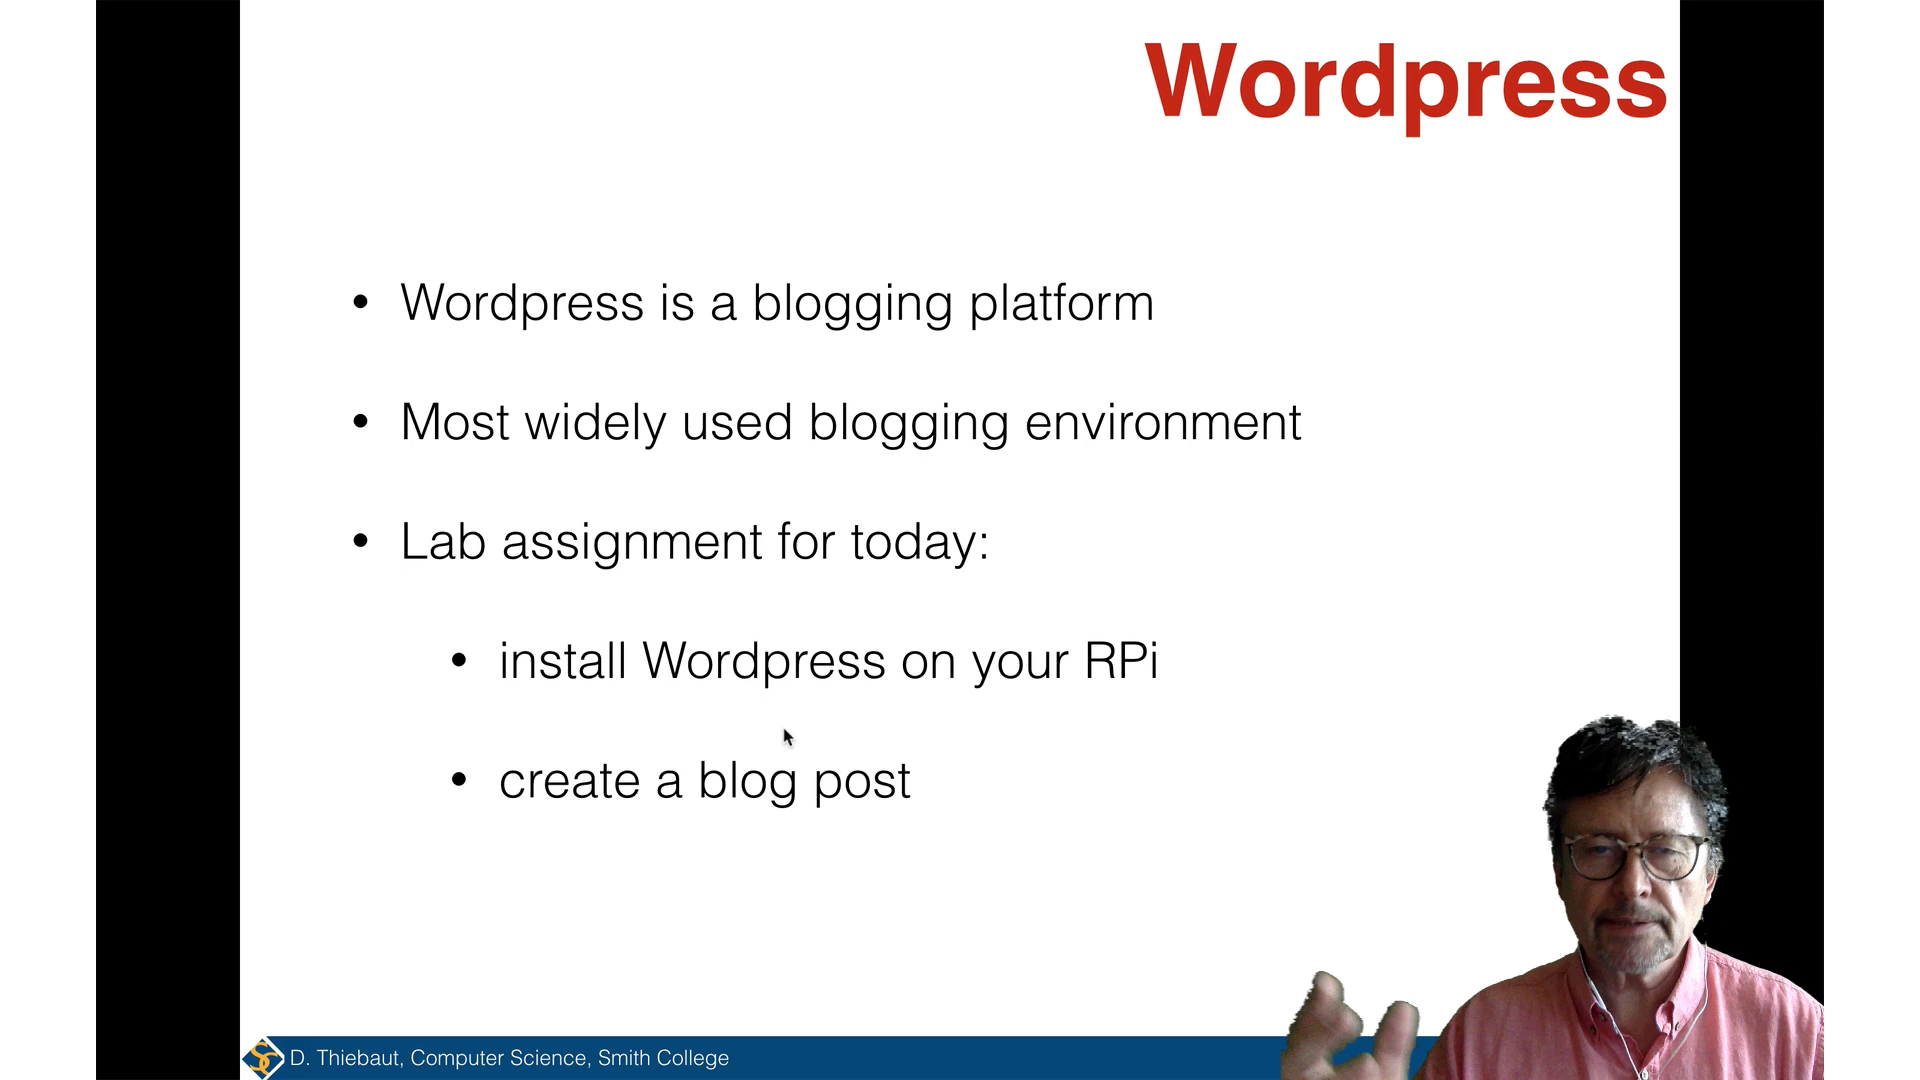 Wordpress
• Wordpress is a blogging platform
• Most widely used blogging environment
• Lab assignment for today:
• install Wordpress on your RPi
• create a blog post
D. Thiebaut, Computer Science, Smith College